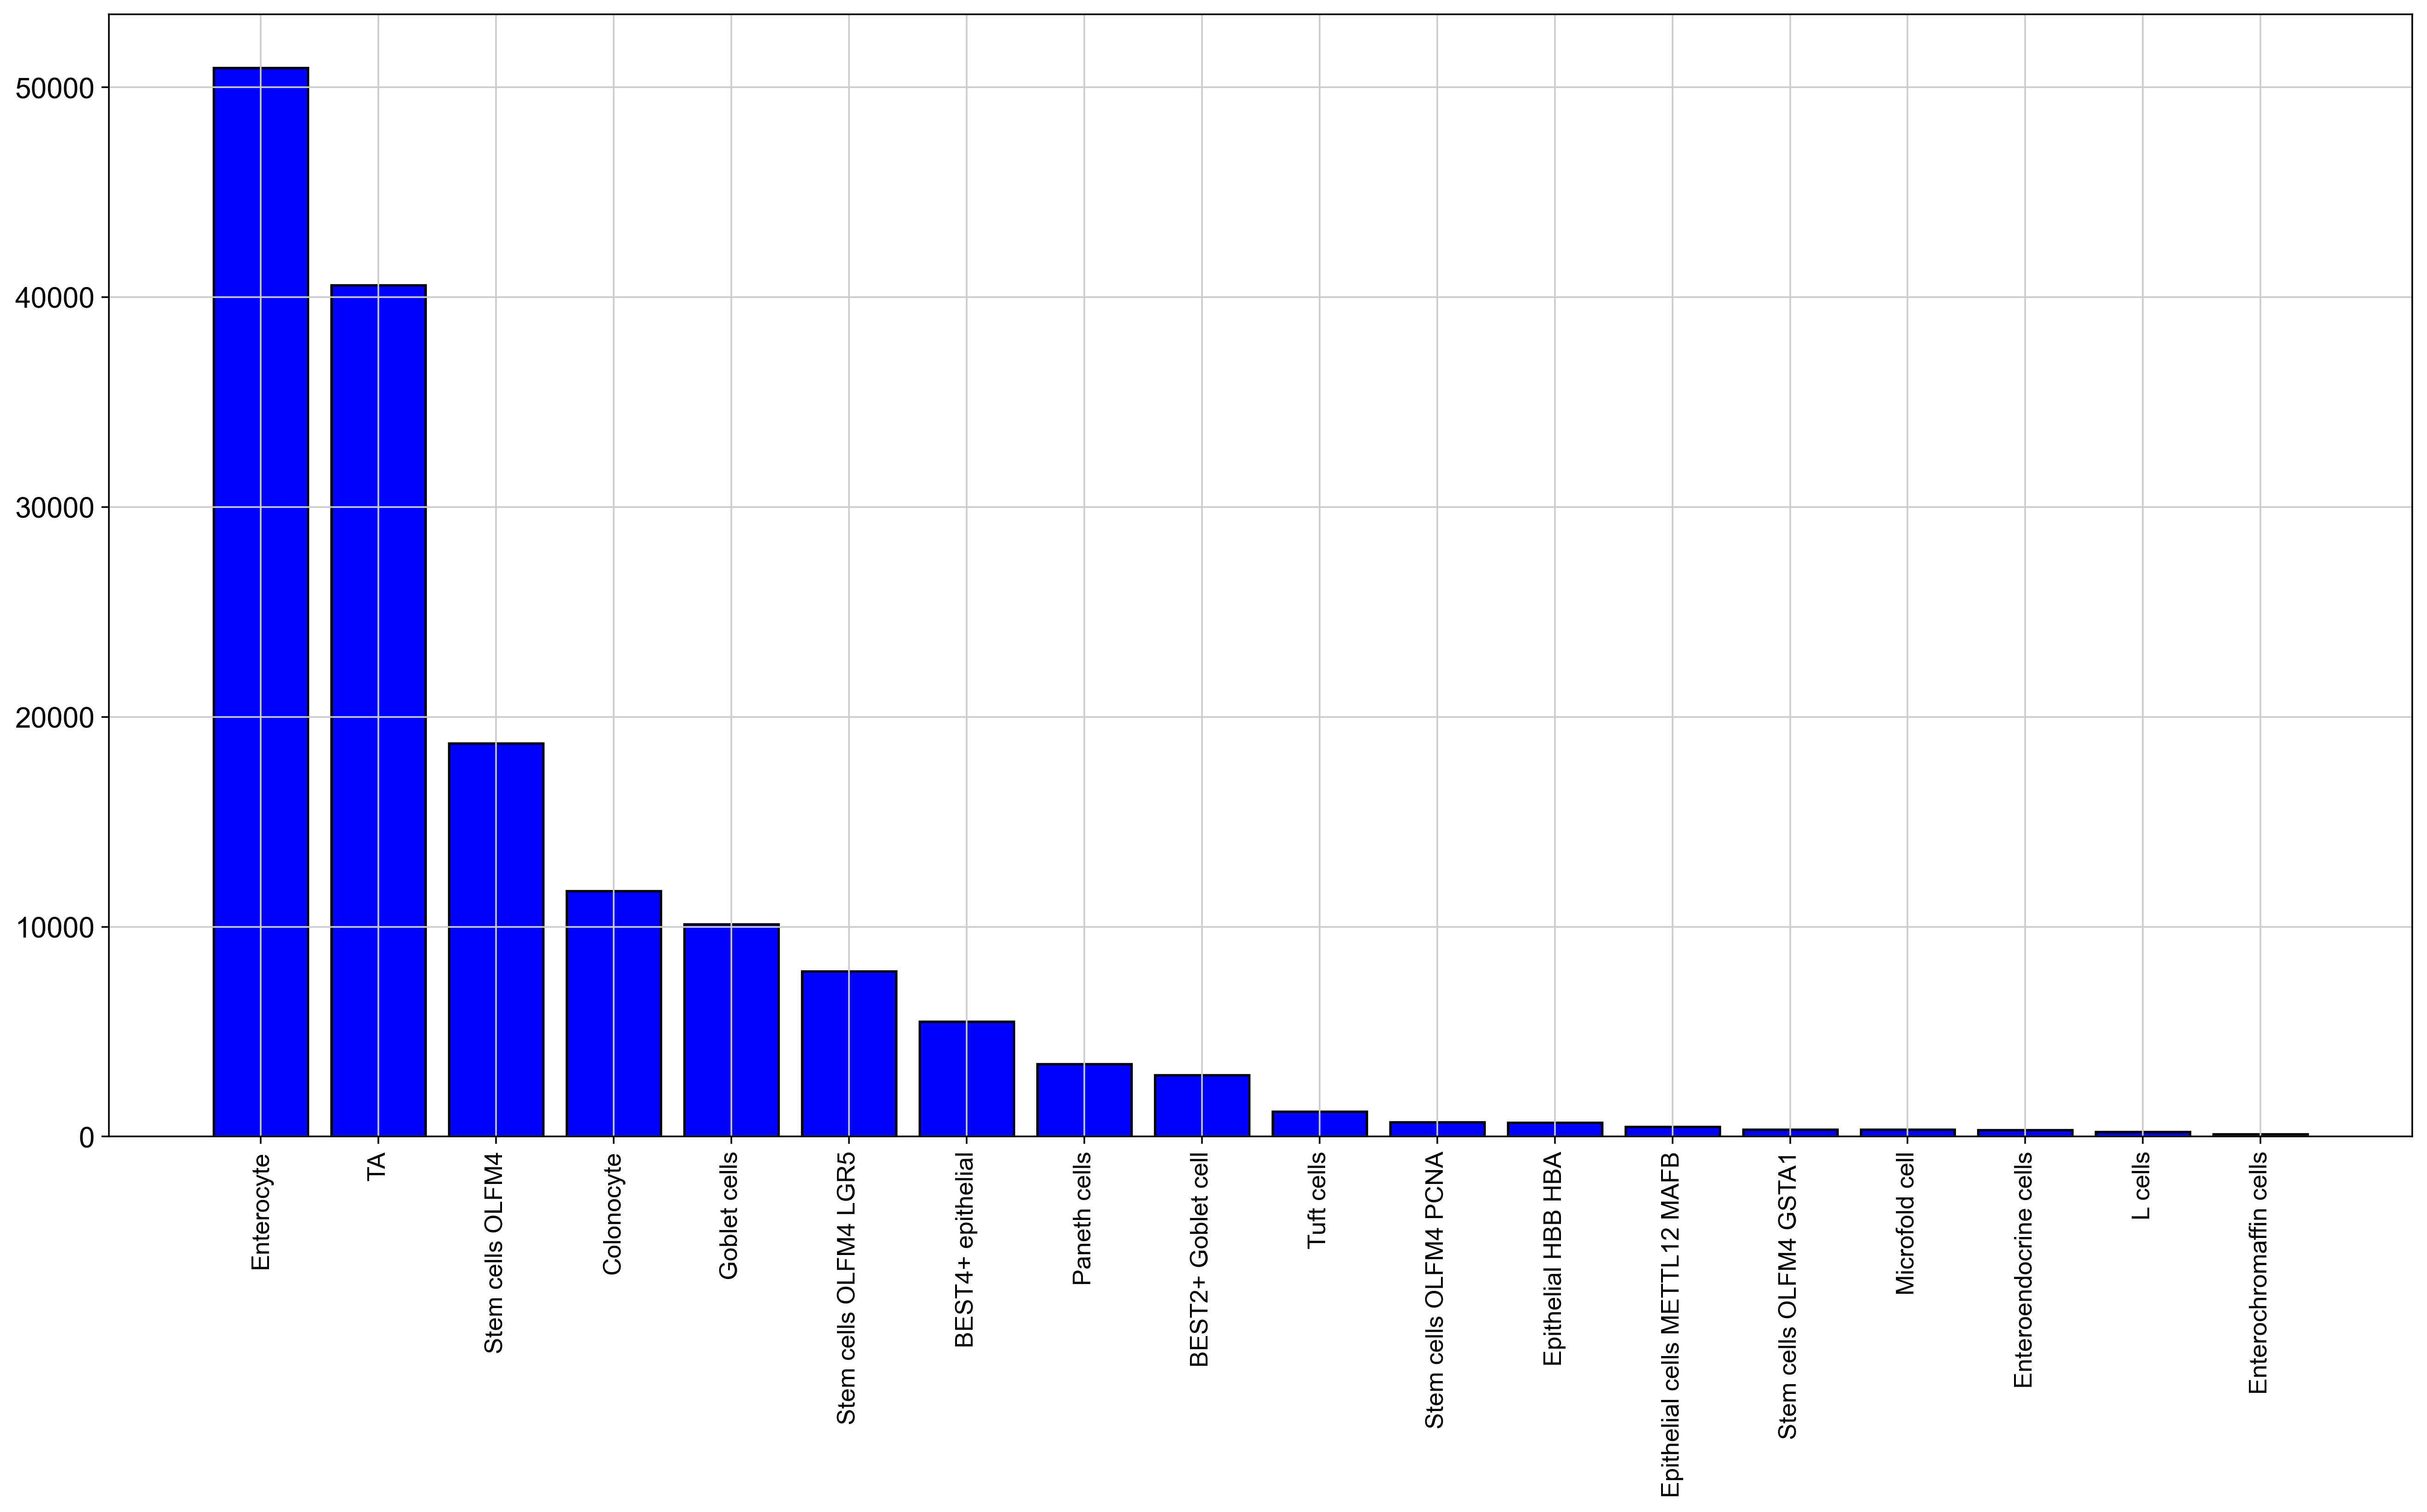 50000
40000
30000
20000
10000
0
Enterocyte
TA
Stem cells OLFM4
Colonocyte
Goblet cells
Stem cells OLFM4 LGR5
BEST4+ epithelial
Paneth cells
BEST2+ Goblet cell
Tuft cells
Stem cells OLFM4 PCNA
Epithelial HBB HBA
Epithelial cells METTL12 MAFB
Stem cells OLFM4 GSTA1
Microfold cell
Enteroendocrine cells
L cells
Enterochromaffin cells